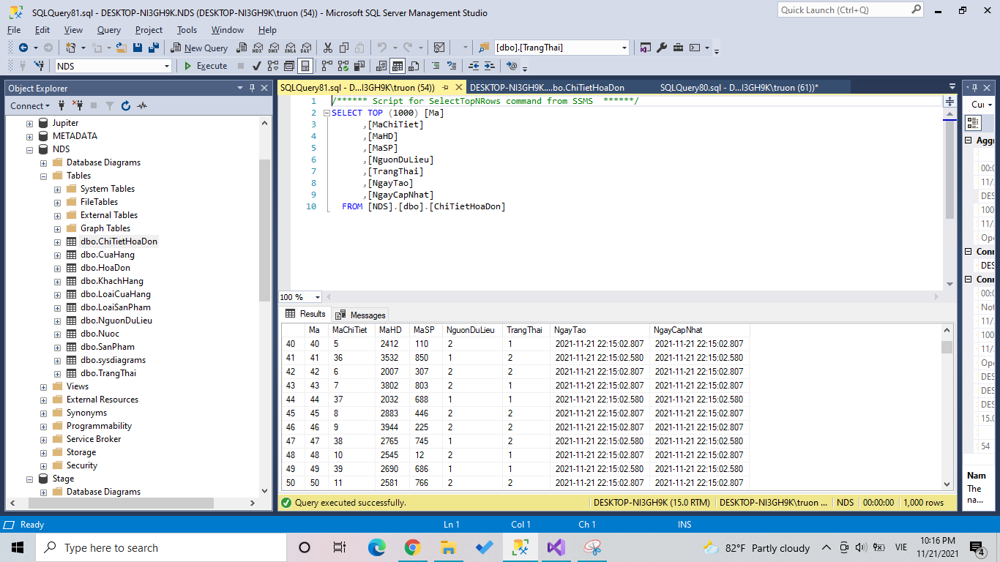 SQLQuery81.sql - DESKTOP-NI3GH9K.NDS (DESKTOP-NI3GH9K\truon (54)) - Microsoft SQL Server Management Studio
Quick Launch (Ctrl+Q)
File Edit View Query Project Tools Window Help
New Query MDX DMX XMLA DAX [dbo].[TrangThai]
NDS Execute
Object Explorer
Connect
Jupiter
METADATA
NDS
Database Diagrams
Tables
System Tables
FileTables
External Tables
Graph Tables
dbo.ChiTietHoaDon
dbo.CuaHang
dbo.HoaDon
dbo.KhachHang
dbo.LoaiCuaHang
dbo.LoaiSanPham
dbo.NguonDuLieu
dbo.Nuoc
dbo.SanPham
dbo.sysdiagrams
dbo.TrangThai
Views
External Resources
Synonyms
Programmability
Service Broker
Storage
Security
Stage
Database Diagrams
SQLQuery81.sql - D...I3GH9K\truon (54)) DESKTOP-NI3GH9K....bo.ChiTietHoaDon SQLQuery80.sql - D...I3GH9K\truon (61))*
1 /****** Script for SelectTopNRows command from SSMS ******/
2 SELECT TOP (1000) [Ma]
3 ,[MaChiTiet]
4 ,[MaHD]
5 ,[MaSP]
6 ,[NguonDuLieu]
7 ,[TrangThai]
8 ,[NgayTao]
9 ,[NgayCapNhat]
10 FROM [NDS].[dbo].[ChiTietHoaDon]
100 %
Results Messages
Ma MaChiTiet MaHD MaSP NguonDuLieu TrangThai NgayTao NgayCapNhat
40 40 5 2412 110 2 1 2021-11-21 22:15:02.807 2021-11-21 22:15:02.807
41 41 36 3532 850 1 2 2021-11-21 22:15:02.580 2021-11-21 22:15:02.580
42 42 6 2007 307 2 2 2021-11-21 22:15:02.807 2021-11-21 22:15:02.807
43 43 7 3802 803 2 1 2021-11-21 22:15:02.807 2021-11-21 22:15:02.807
44 44 37 2032 688 1 1 2021-11-21 22:15:02.580 2021-11-21 22:15:02.580
45 45 8 2883 446 2 2 2021-11-21 22:15:02.807 2021-11-21 22:15:02.807
46 46 9 3944 225 2 2 2021-11-21 22:15:02.807 2021-11-21 22:15:02.807
47 47 38 2765 745 1 2 2021-11-21 22:15:02.580 2021-11-21 22:15:02.580
48 48 10 2545 12 2 1 2021-11-21 22:15:02.807 2021-11-21 22:15:02.807
49 49 39 2690 686 1 1 2021-11-21 22:15:02.580 2021-11-21 22:15:02.580
50 50 11 2581 766 2 2 2021-11-21 22:15:02.807 2021-11-21 22:15:02.807
Query executed successfully. DESKTOP-NI3GH9K (15.0 RTM) DESKTOP-NI3GH9K\truon ... NDS 00:00:00 1,000 rows
Cur
Aggr
00:0
11/
DES
100
11/
Ope
Conn
DES
Conn
00:0
Not
11/
100
11/
Ope
DES
DES
DES
15.0
54
Nam
The
na...
Ready Ln 1 Col 1 Ch 1 INS
Type here to search
82°F Partly cloudy VIE 10:16 PM
11/21/2021
4